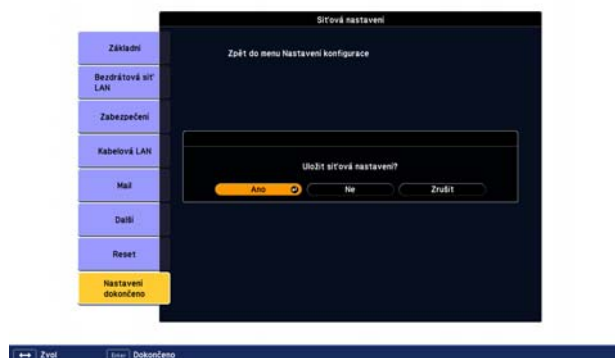 Síťová nastavení
Základní
Zpět do menu Nastavení konfigurace
Bezdrátová síť
LAN
Zabezpečení
Kabelová LAN
Uložit síťová nastavení?
Ano
Ne
Zrušit
Mail
Další
Reset
Nastavení
dokončeno
Zvol
Enter Dokončeno